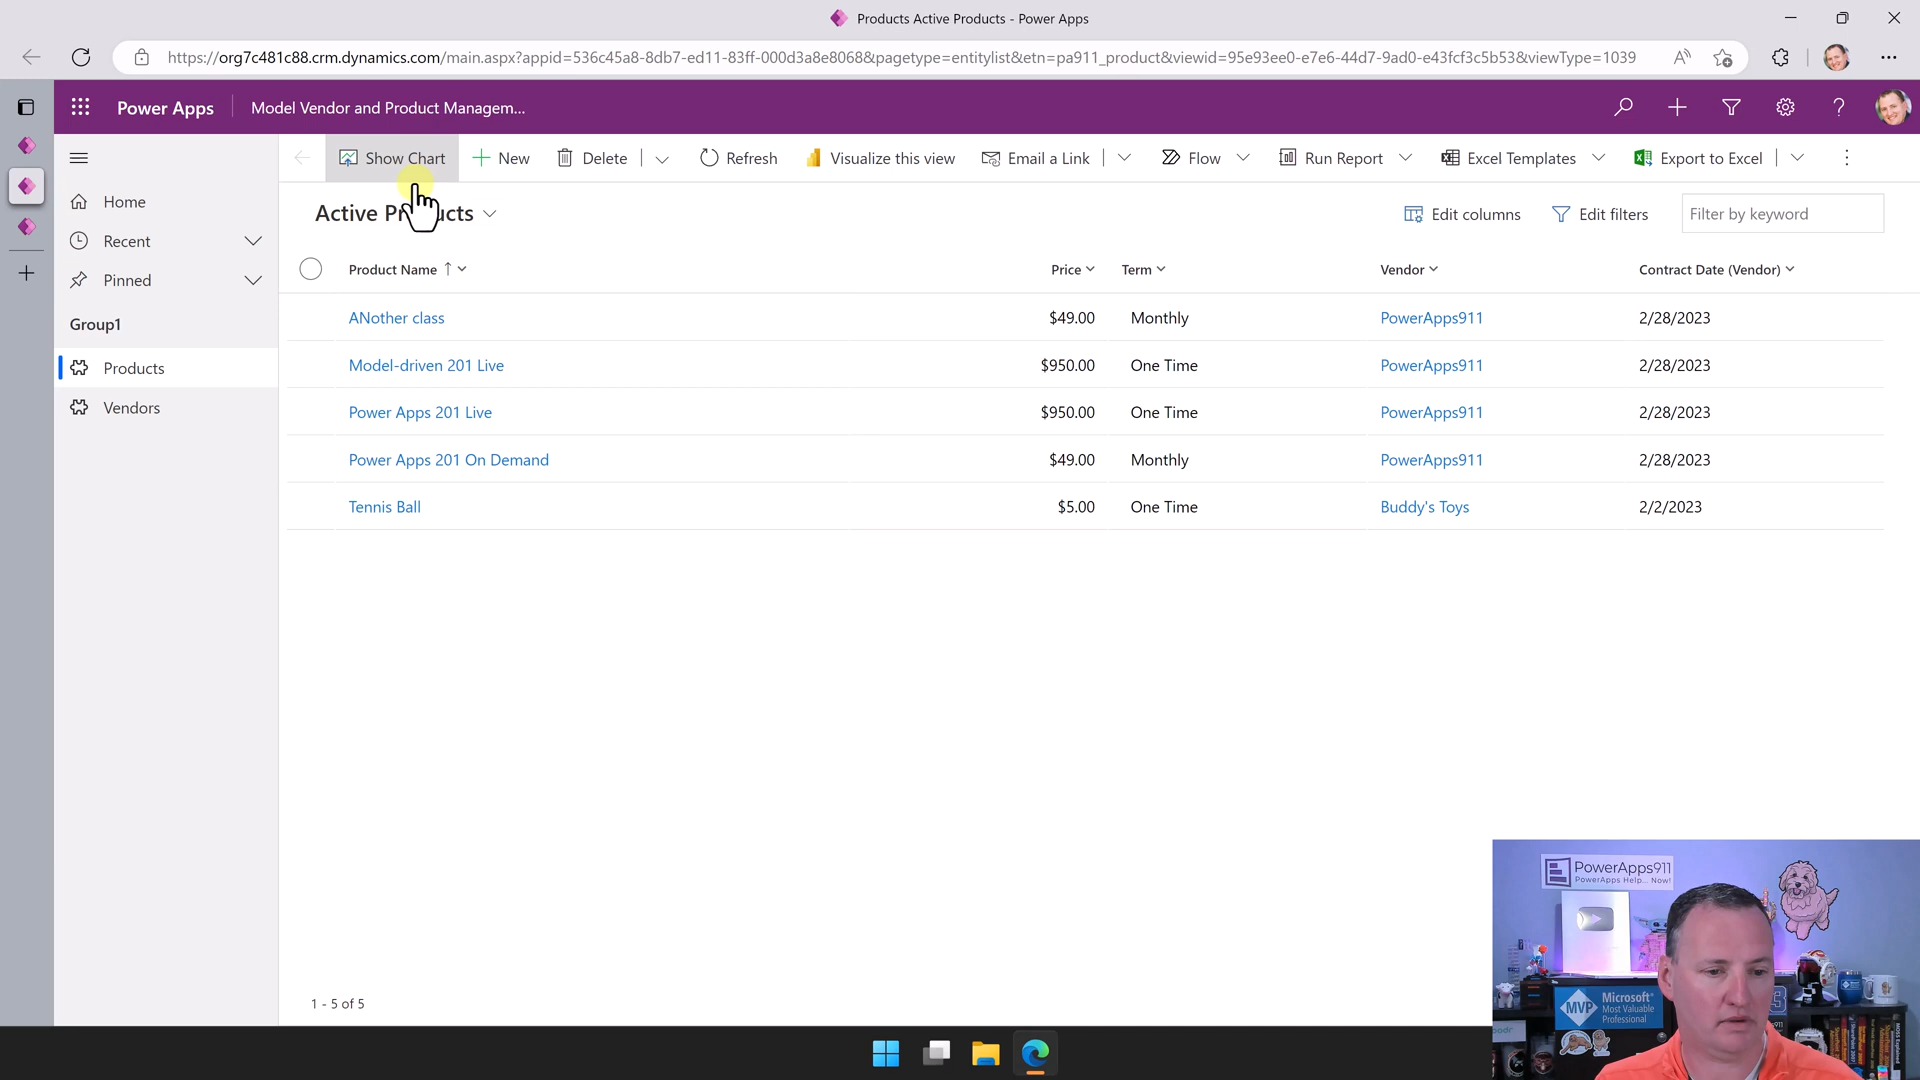 Products Active Products - Power Apps
https://org7c481c88.crm.dynamics.com/main.aspx?appid=536c45a8-8db7-ed11-83ff-000d3a8e8068&pagetype=entitylist&etn=pa911_product&viewid=95e93ee0-e7e6-44d7-9ad0-e43fcf3c5b53&viewType=1039
Power Apps
Model Vendor and Product Managem...
Show Chart
New
Delete
Refresh
Visualize this view
Email a Link
Flow
Run Report
Excel Templates
Export to Excel
Home
Recent
Pinned
Group1
Products
Vendors
Active Products
Edit columns
Edit filters
Filter by keyword
Product Name Price Term Vendor Contract Date (Vendor)
ANother class $49.00 Monthly PowerApps911 2/28/2023
Model-driven 201 Live $950.00 One Time PowerApps911 2/28/2023
Power Apps 201 Live $950.00 One Time PowerApps911 2/28/2023
Power Apps 201 On Demand $49.00 Monthly PowerApps911 2/28/2023
Tennis Ball $5.00 One Time Buddy's Toys 2/2/2023
1 - 5 of 5
PowerApps911
PowerApps Help... Now!
MVP
Microsoft®
Most Valuable
Professional